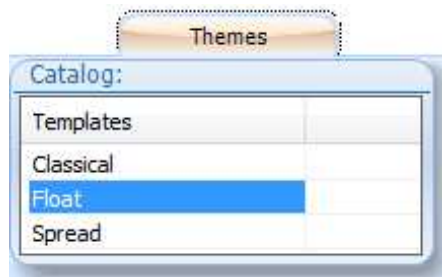 Themes
Catalog:
Templates
Classical
Float
Spread